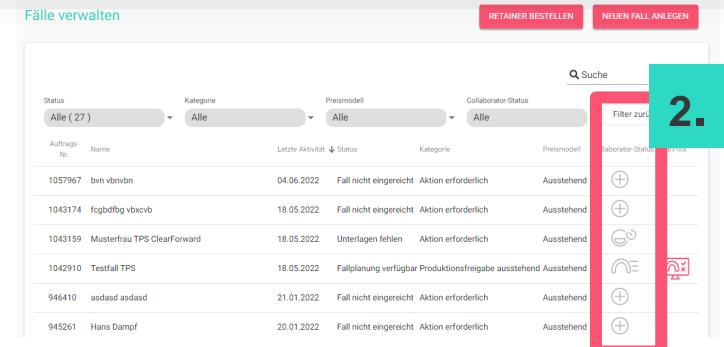 Fälle verwalten
RETAINER BESTELLEN
NEUEN FALL ANLEGEN
Suche
2.
Status Kategorie Preismodell Collaborator-Status
Alle ( 27 ) Alle Alle Alle Filter zurü
Auftrags-Nr. Name Letzte Aktivität Status Kategorie Preismodell laborator-Status Pilot
1057967 bvn vbnvbn 04.06.2022 Fall nicht eingereicht Aktion erforderlich Ausstehend
1043174 fcgbdfbg vbxcvb 18.05.2022 Fall nicht eingereicht Aktion erforderlich Ausstehend
1043159 Musterfrau TPS ClearForward 18.05.2022 Unterlagen fehlen Aktion erforderlich Ausstehend
1042910 Testfall TPS 18.05.2022 Fallplanung verfügbar Produktionsfreigabe ausstehend Ausstehend
946410 asdasd asdasd 21.01.2022 Fall nicht eingereicht Aktion erforderlich Ausstehend
945261 Hans Dampf 20.01.2022 Fall nicht eingereicht Aktion erforderlich Ausstehend